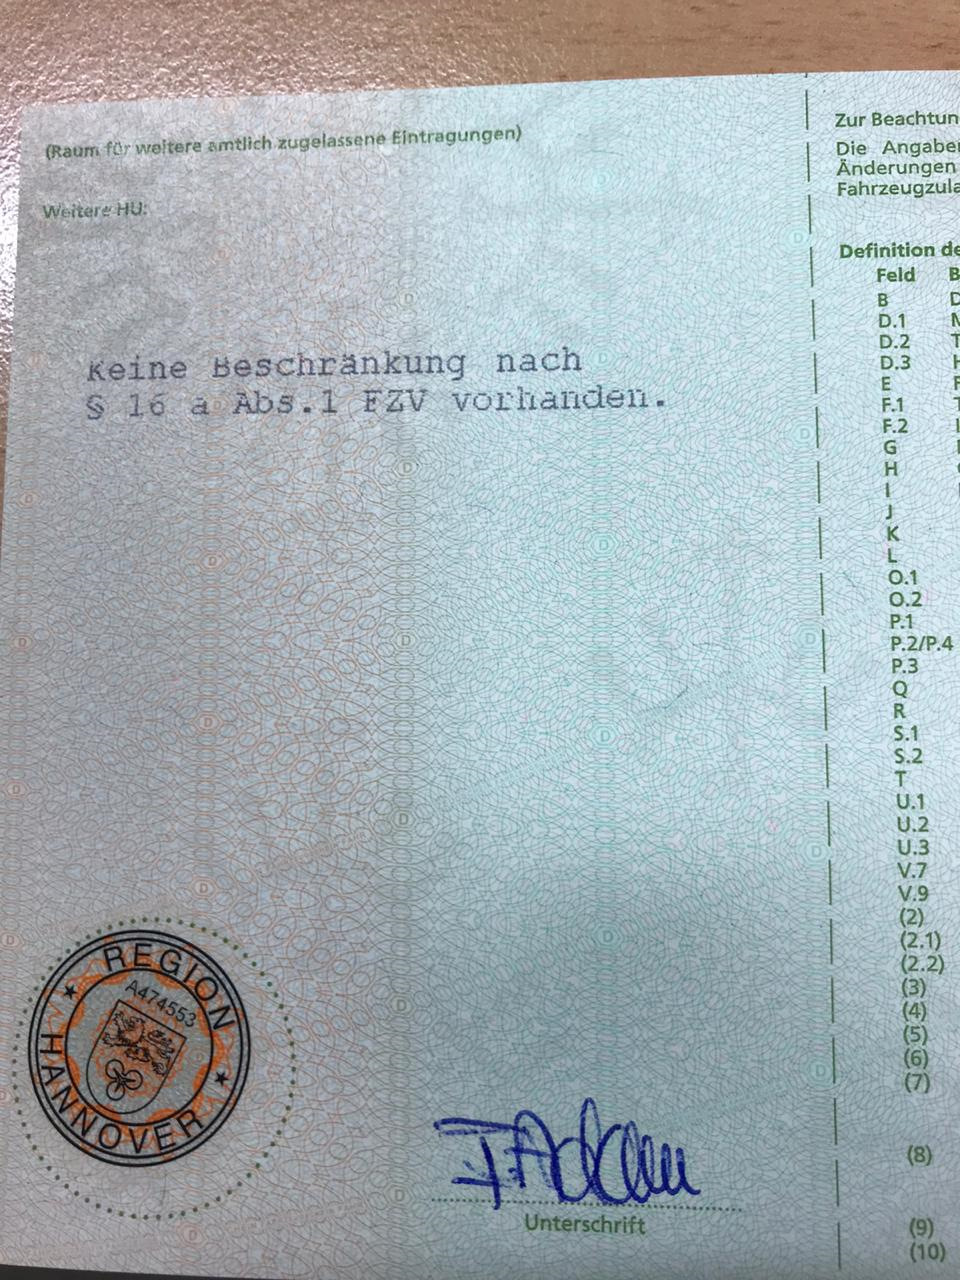 (Raum für weitere amtlich zugelassene Eintragungen)
Weitere HU:
Keine Beschränkung nach
§ 16 a Abs.1 FZV vorhanden.
REGION
A474553
HANNOVER
Unterschrift
Zur Beachtun
Die Angaben
Änderungen
Fahrzeugzula
Definition de
Feld B
B D
D.1
D.2 T
D.3 H
E F
F.1 T
F.2
G
H
I
J
K
L
O.1
O.2
P.1
P.2/P.4
P.3
Q
R
S.1
S.2
T
U.1
U.2
U.3
V.7
V.9
(2)
(2.1)
(2.2)
(3)
(4)
(5)
(6)
(7)
(8)
(9)
(10)